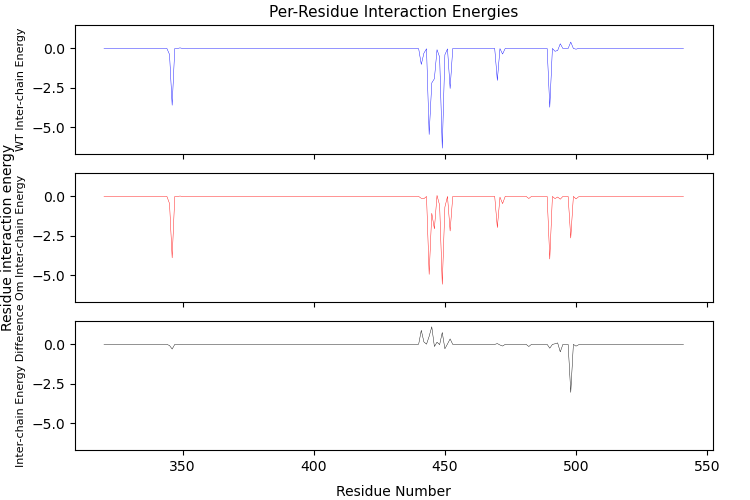 Per-Residue Interaction Energies
WT Inter-chain Energy
0.0
−2.5
−5.0
Residue interaction energy
Om Inter-chain Energy
0.0
−2.5
−5.0
Inter-chain Energy Difference
0.0
−2.5
−5.0
350
400
450
500
550
Residue Number